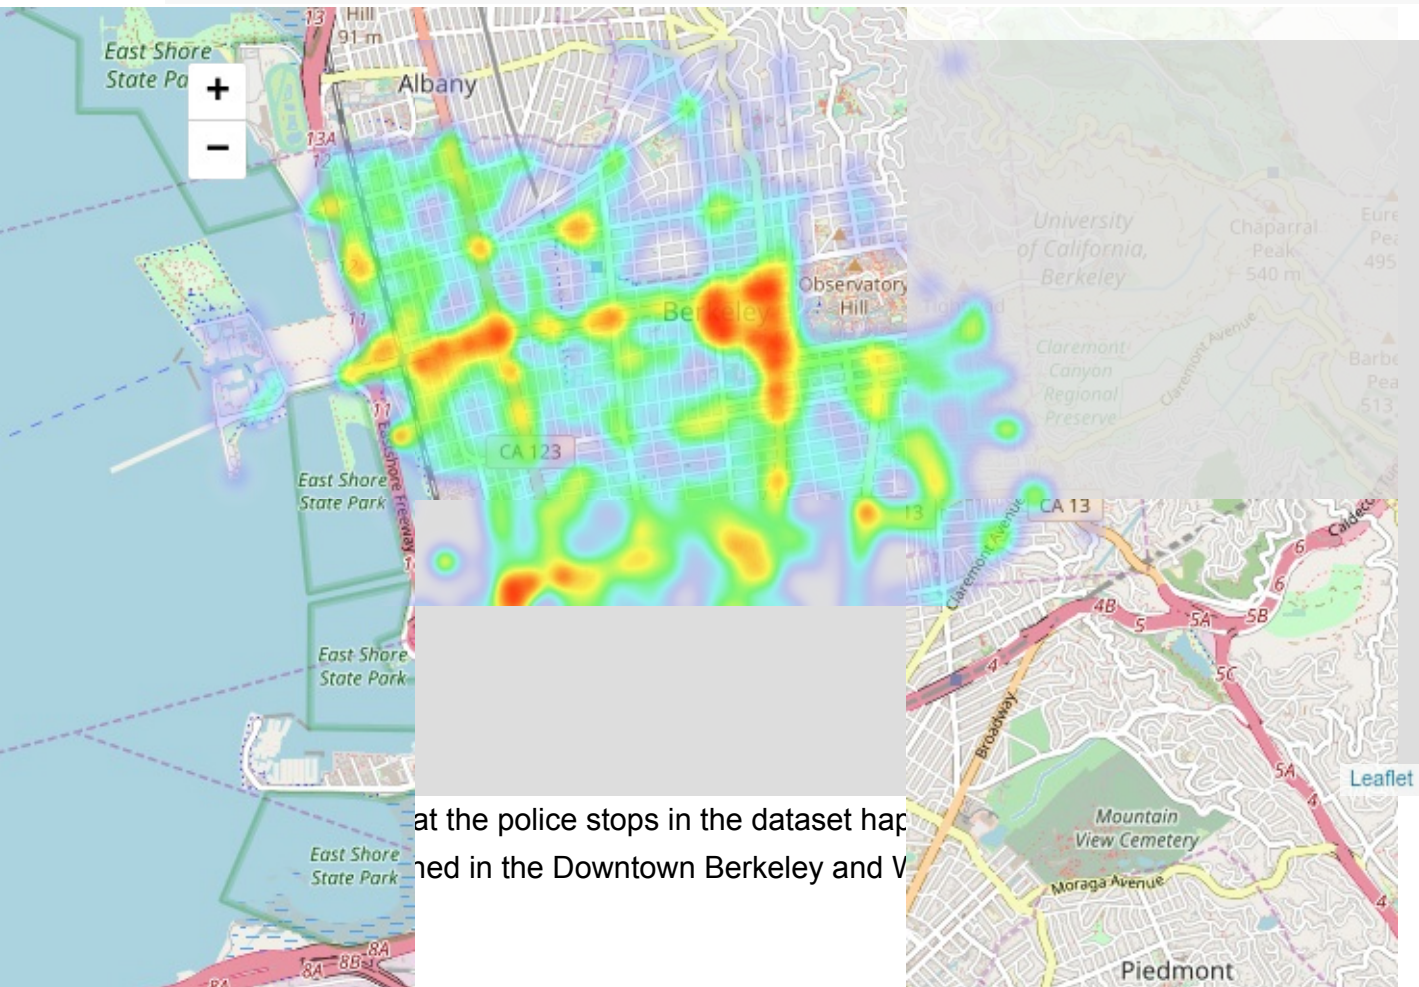 13
Hill
91 m
East Shore
State Pa
+
−
Albany
13A
12
University
of California,
Berkeley
Chaparral
Peak
540 m
Eure
Pea
495
12
Observatory
Hill
11
Berkeley
Claremont
Canyon
Regional
Preserve
Claremont Avenue
Barbe
Pea
513
11
Eastshore Freeway
CA 123
East Shore
State Park
13
CA 13
Caldeco
Claremont Avenue
6
6
4B
5
5A
5B
East Shore
State Park
4
5C
Broadway
5A
4
Leaflet
at the police stops in the dataset hap
ned in the Downtown Berkeley and W
Mountain
View Cemetery
East Shore
State Park
Moraga Avenue
4
8A
8B
8A
8A
Piedmont